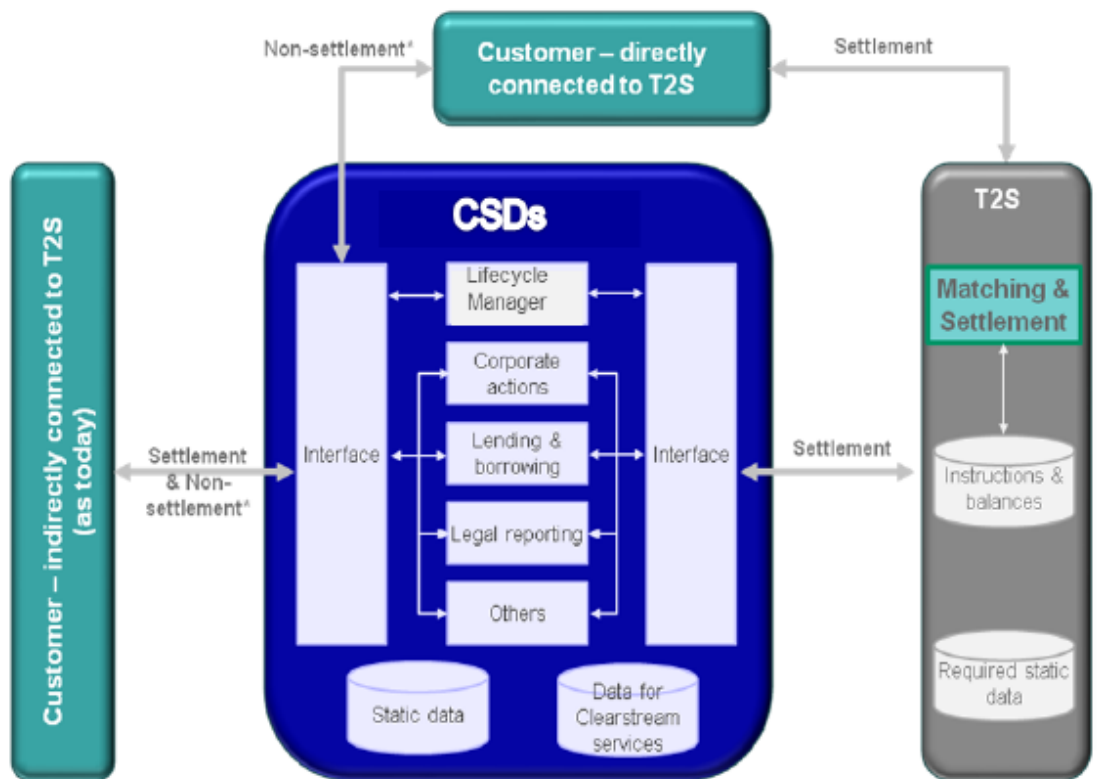 Non-settlement*
Customer – directly
connected to T2S
Settlement
Customer – indirectly connected to T2S
(as today)
CSDs
T2S
Lifecycle
Manager
Matching &
Settlement
Corporate
actions
Interface
Lending &
borrowing
Interface
Settlement
& Non-
settlement*
Settlement
Instructions &
balances
Legal reporting
Others
Static data
Data for
Clearstream
services
Required static
data